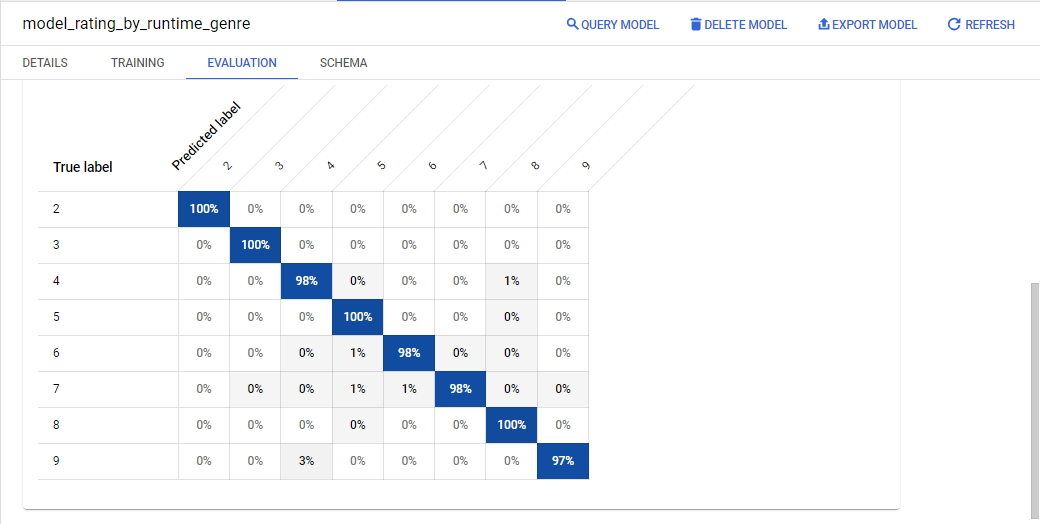 model_rating_by_runtime_genre QUERY MODEL DELETE MODEL EXPORT MODEL REFRESH
DETAILS TRAINING EVALUATION SCHEMA
Predicted label
True label 2 3 4 5 6 7 8 9
2 100% 0% 0% 0% 0% 0% 0% 0%
3 0% 100% 0% 0% 0% 0% 0% 0%
4 0% 0% 98% 0% 0% 0% 1% 0%
5 0% 0% 0% 100% 0% 0% 0% 0%
6 0% 0% 0% 1% 98% 0% 0% 0%
7 0% 0% 0% 1% 1% 98% 0% 0%
8 0% 0% 0% 0% 0% 0% 100% 0%
9 0% 0% 3% 0% 0% 0% 0% 97%